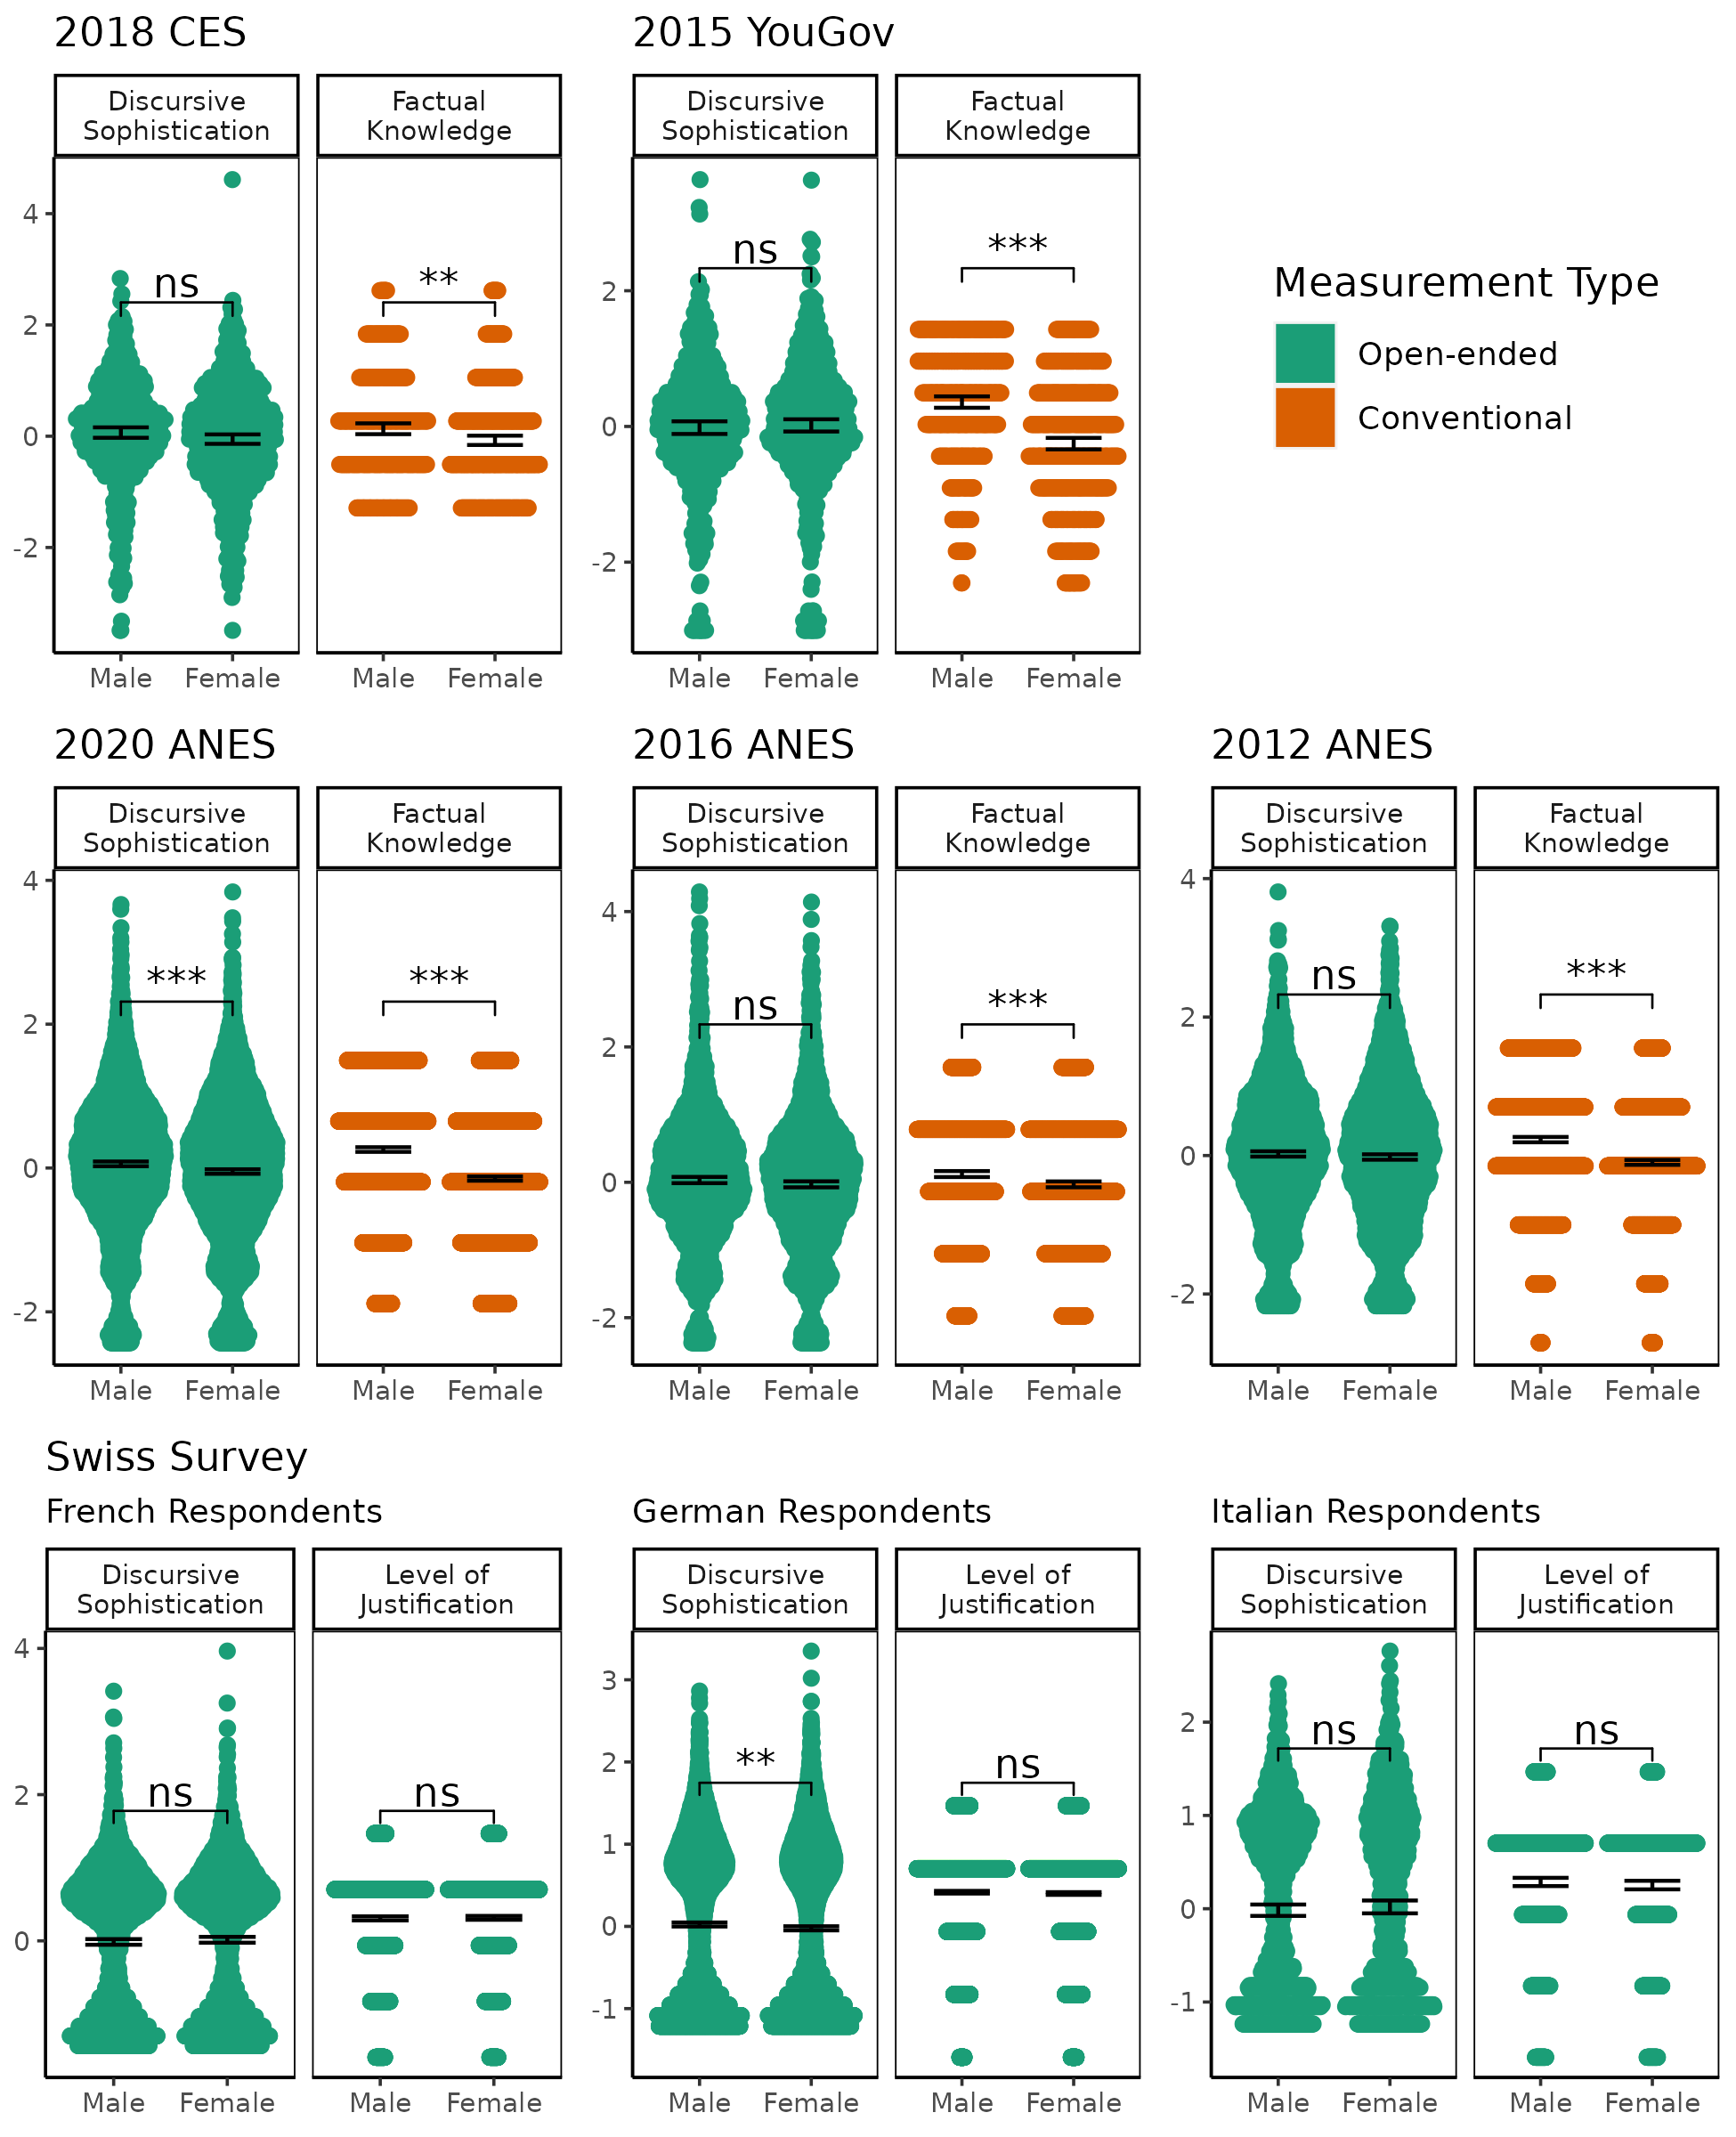 2018 CES
2015 YouGov
Discursive
Sophistication
Factual
Knowledge
Discursive
Sophistication
Factual
Knowledge
4
2
0
-2
ns
**
2
0
-2
ns
***
Male
Female
Male
Female
Male
Female
Male
Female
Measurement Type
Open-ended
Conventional
2020 ANES
2016 ANES
2012 ANES
Discursive
Sophistication
Factual
Knowledge
Discursive
Sophistication
Factual
Knowledge
Discursive
Sophistication
Factual
Knowledge
4
2
0
-2
***
***
4
2
0
-2
ns
***
4
2
0
-2
ns
***
Male
Female
Male
Female
Male
Female
Male
Female
Male
Female
Male
Female
Swiss Survey
French Respondents
German Respondents
Italian Respondents
Discursive
Sophistication
Level of
Justification
Discursive
Sophistication
Level of
Justification
Discursive
Sophistication
Level of
Justification
4
2
0
ns
ns
3
2
1
0
-1
**
ns
2
1
0
-1
ns
ns
Male
Female
Male
Female
Male
Female
Male
Female
Male
Female
Male
Female